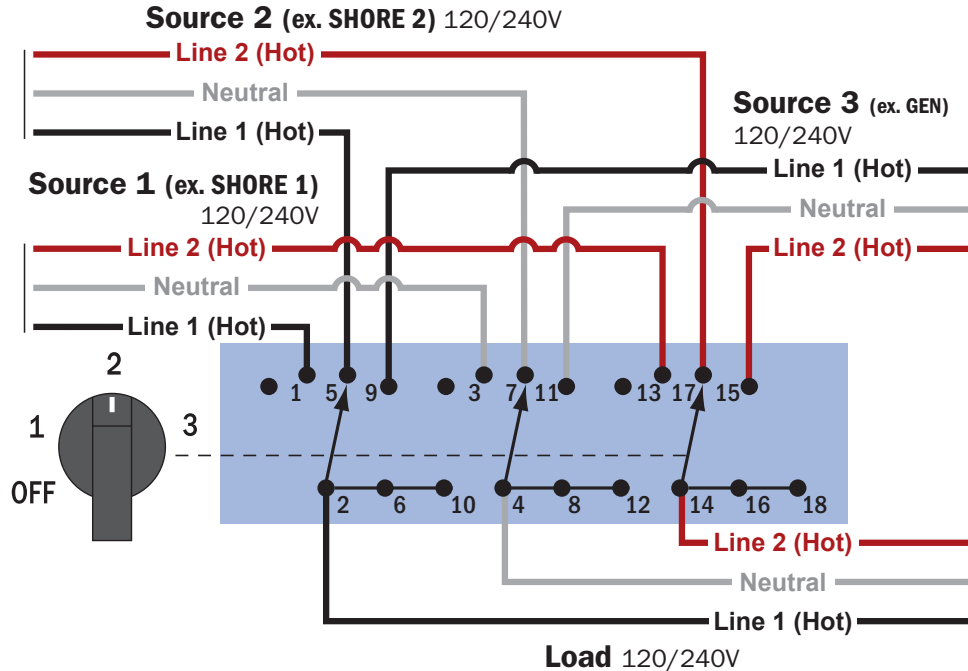 Source 2 (ex. SHORE 2) 120/240V
Line 2 (Hot)
Neutral
Line 1 (Hot)
Source 3 (ex. GEN)
120/240V
Line 1 (Hot)
Neutral
Line 2 (Hot)
Source 1 (ex. SHORE 1)
120/240V
Line 2 (Hot)
Neutral
Line 1 (Hot)
2
1
3
OFF
1 5 9 3 7 11 13 17 15
2 6 10 4 8 12 14 16 18
Line 2 (Hot)
Neutral
Line 1 (Hot)
Load 120/240V